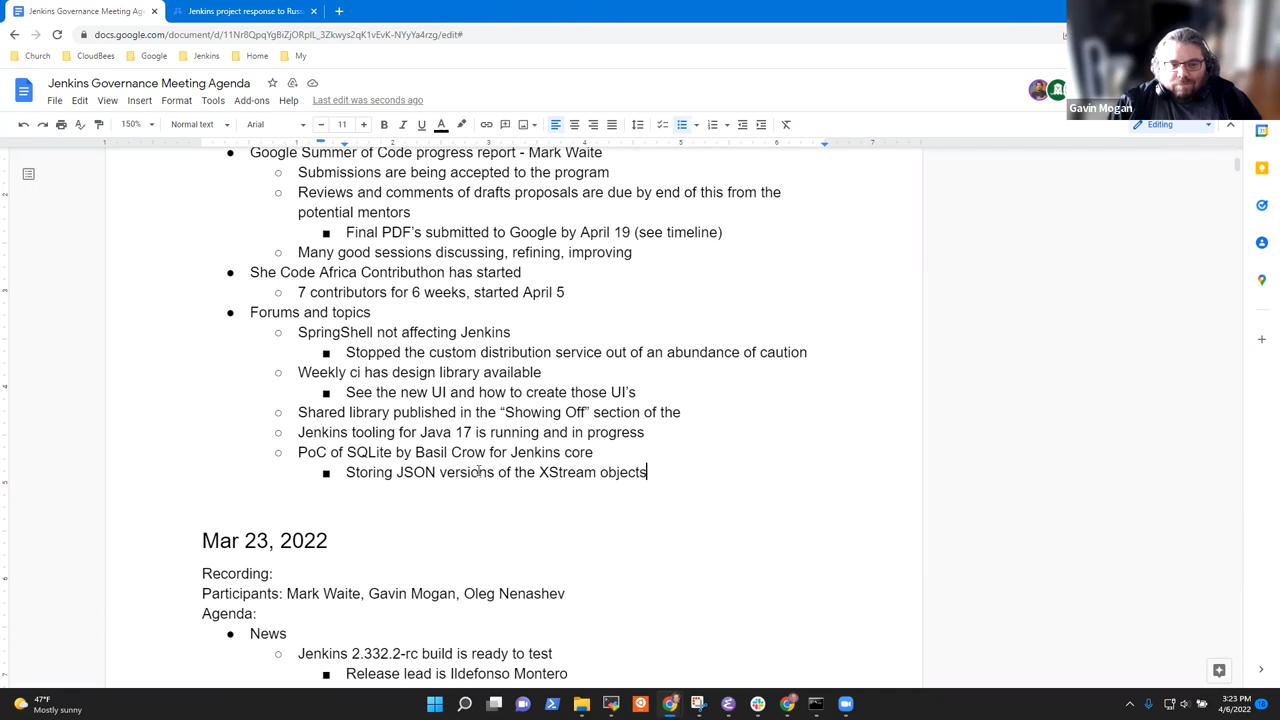 Jenkins Governance Meeting Ag
Jenkins project response to Rus
docs.google.com/document/d/11Nr8QpqYgBiZjORpIL_3Zkwys2qK1vEvK-NYyYa4rzg/edit#
Church CloudBees Google Jenkins Home My
Jenkins Governance Meeting Agenda
File Edit View Insert Format Tools Add-ons Help Last edit was seconds ago
Gavin Mogan
150% Normal text Arial 11 Editing
1 1 2 3 4 5 6 7
• Google Summer of Code progress report - Mark Waite
○ Submissions are being accepted to the program
○ Reviews and comments of drafts proposals are due by end of this from the
potential mentors
■ Final PDF's submitted to Google by April 19 (see timeline)
○ Many good sessions discussing, refining, improving
• She Code Africa Contributhon has started
○ 7 contributors for 6 weeks, started April 5
• Forums and topics
○ SpringShell not affecting Jenkins
■ Stopped the custom distribution service out of an abundance of caution
○ Weekly ci has design library available
■ See the new UI and how to create those UI's
○ Shared library published in the “Showing Off” section of the
○ Jenkins tooling for Java 17 is running and in progress
○ PoC of SQLite by Basil Crow for Jenkins core
■ Storing JSON versions of the XStream objects
Mar 23, 2022
Recording:
Participants: Mark Waite, Gavin Mogan, Oleg Nenashev
Agenda:
• News
○ Jenkins 2.332.2-rc build is ready to test
■ Release lead is Ildefonso Montero
47°F
Mostly sunny
3:23 PM
4/6/2022